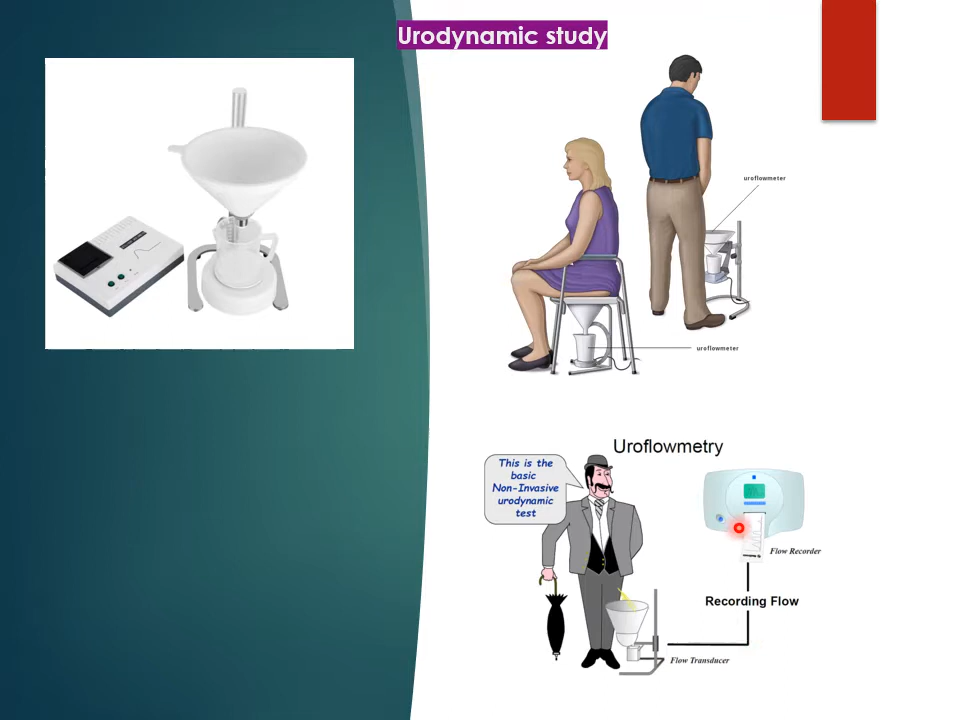 Urodynamic study
uroflowmeter
uroflowmeter
Uroflowmetry
This is the
basic
Non-Invasive
urodynamic
test
Flow Recorder
Recording Flow
Flow Transducer